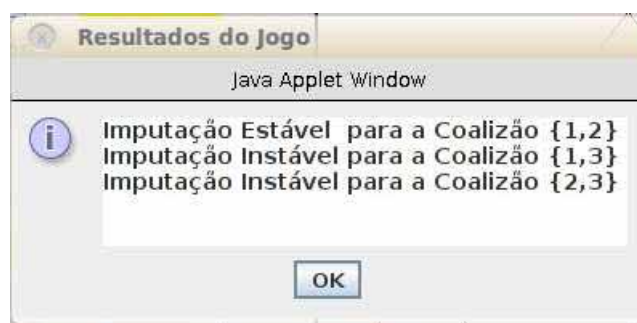 Resultados do Jogo
Java Applet Window
i
Imputação Estável para a Coalizão {1,2}
Imputação Instável para a Coalizão {1,3}
Imputação Instável para a Coalizão {2,3}
OK